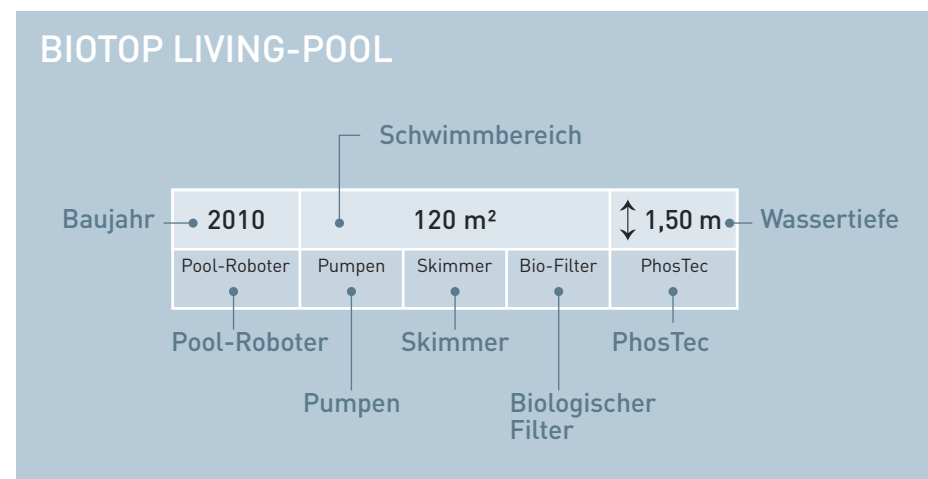 BIOTOP LIVING-POOL
Schwimmbereich
Baujahr
2010
120 m²
1,50 m
Wassertiefe
Pool-Roboter
Pumpen
Skimmer
Bio-Filter
PhosTec
Pool-Roboter
Skimmer
PhosTec
Pumpen
Biologischer
Filter